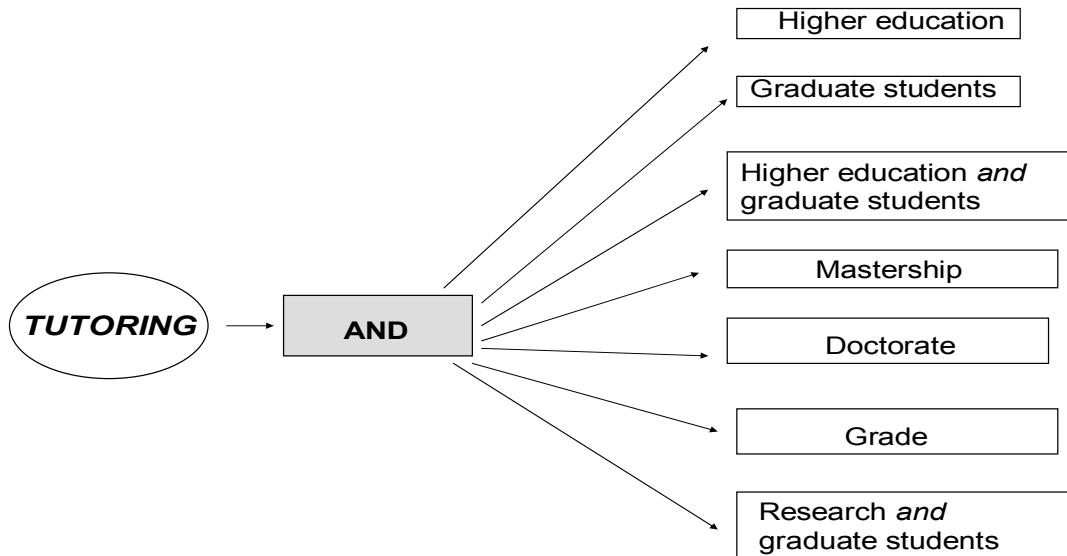 Higher education
Graduate students
Higher education and
graduate students
Mastership
TUTORING
AND
Doctorate
Grade
Research and
graduate students